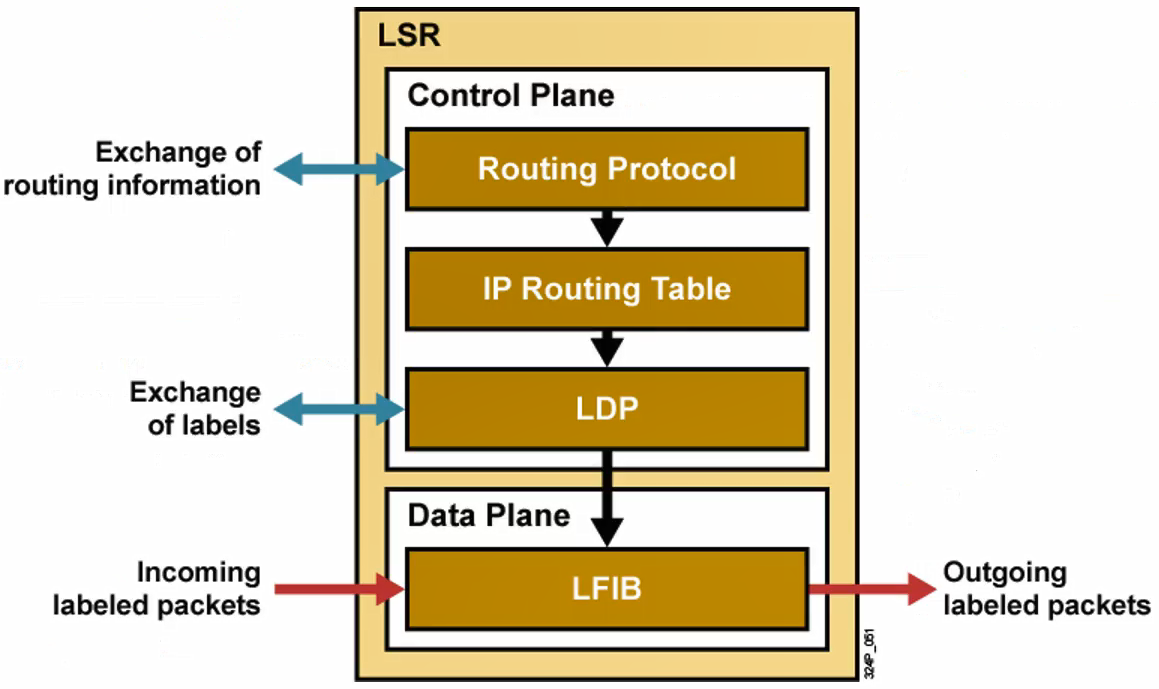 LSR
Control Plane
Exchange of
routing information
Routing Protocol
IP Routing Table
Exchange
of labels
LDP
Data Plane
Incoming
labeled packets
LFIB
Outgoing
labeled packets
324P_051